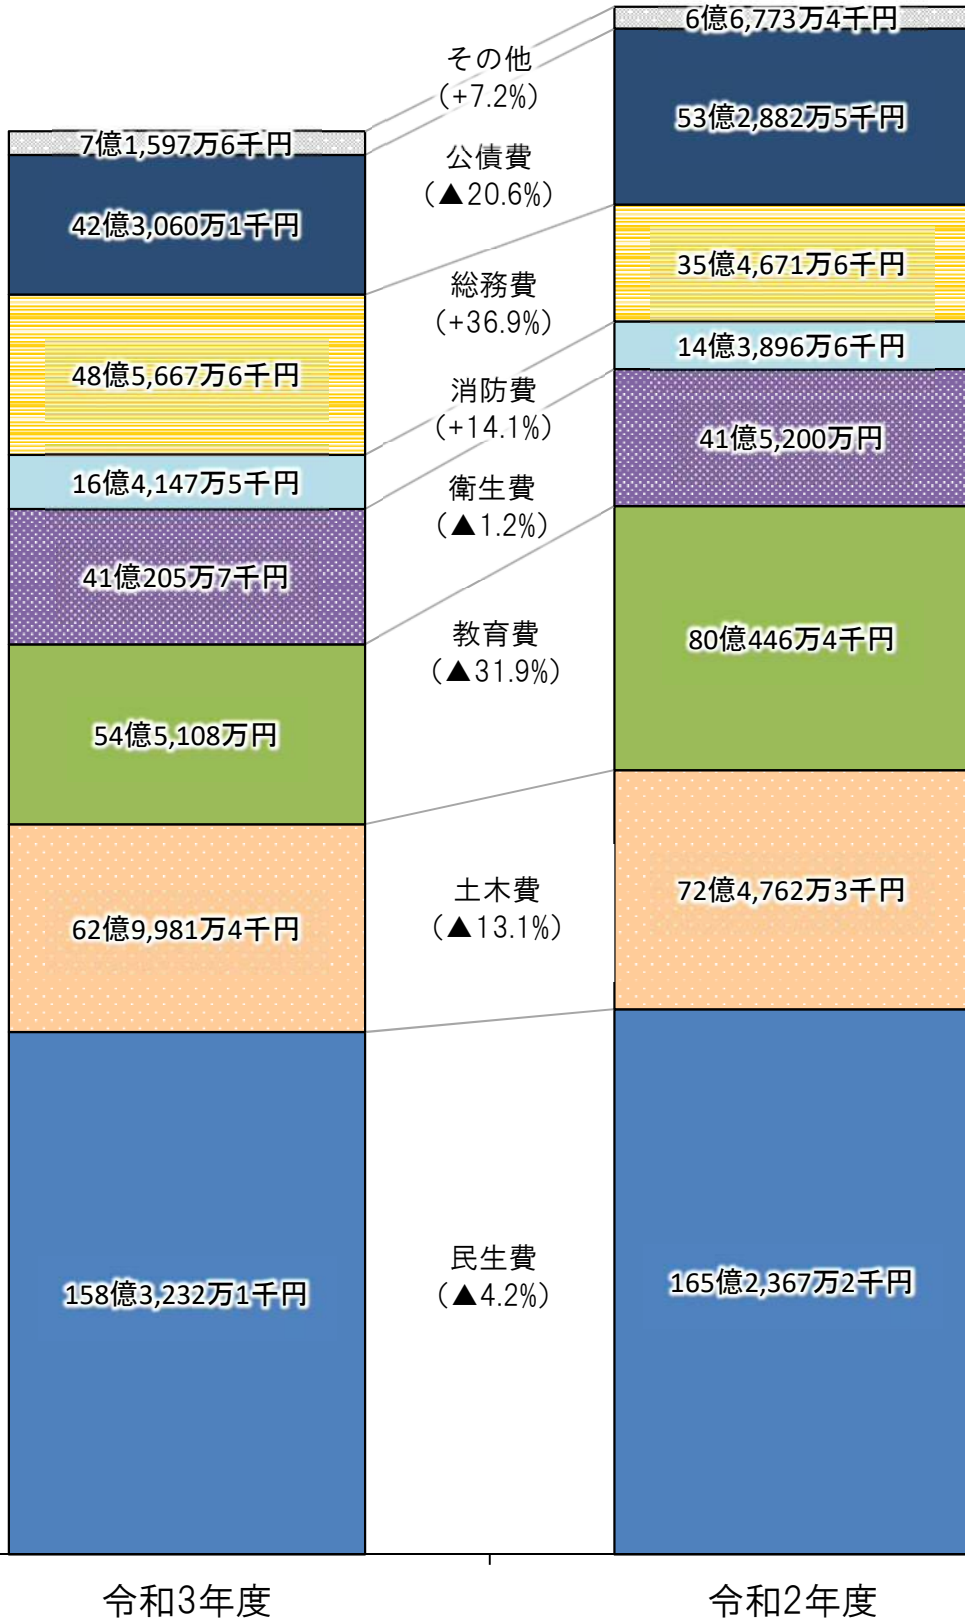 6億6,773万4千円
その他
(+7.2%)
53億2,882万5千円
7億1,597万6千円
公債費
(▲20.6%)
42億3,060万1千円
35億4,671万6千円
総務費
(+36.9%)
14億3,896万6千円
48億5,667万6千円
消防費
(+14.1%)
41億5,200万円
16億4,147万5千円
衛生費
(▲1.2%)
41億205万7千円
教育費
(▲31.9%)
80億446万4千円
54億5,108万円
土木費
(▲13.1%)
72億4,762万3千円
62億9,981万4千円
民生費
(▲4.2%)
165億2,367万2千円
158億3,232万1千円
令和3年度
令和2年度